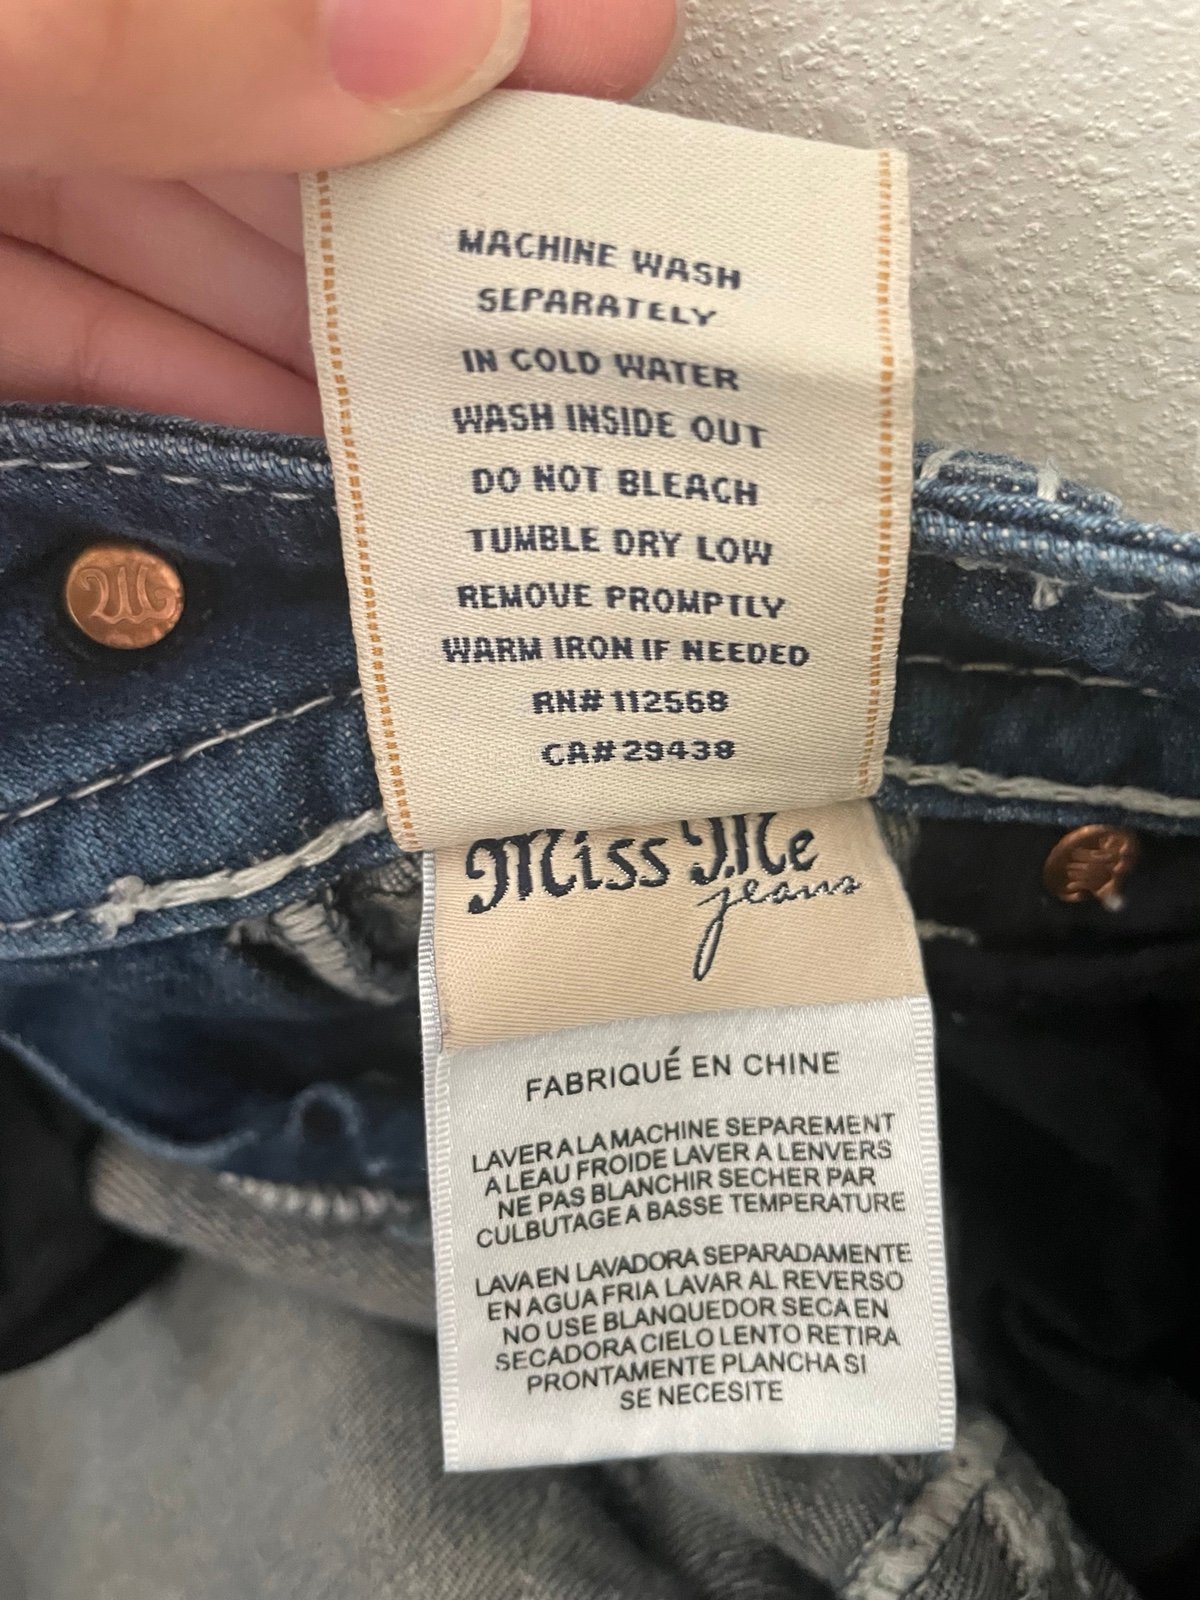 MACHINE WASH
SEPARATELY
IN COLD WATER
WASH INSIDE OUT
DO NOT BLEACH
TUMBLE DRY LOW
REMOVE PROMPTLY
WARM IRON IF NEEDED
RN# 112568
CA# 29438
Miss Me
jeans
FABRIQUÉ EN CHINE
LAVER A LA MACHINE SEPAREMENT
A LEAU FROIDE LAVER A LENVERS
NE PAS BLANCHIR SECHER PAR
CULBUTAGE A BASSE TEMPERATURE
LAVA EN LAVADORA SEPARADAMENTE
EN AGUA FRIA LAVAR AL REVERSO
NO USE BLANQUEDOR SECA EN
SECADORA CIELO LENTO RETIRA
PRONTAMENTE PLANCHA SI
SE NECESITE
M